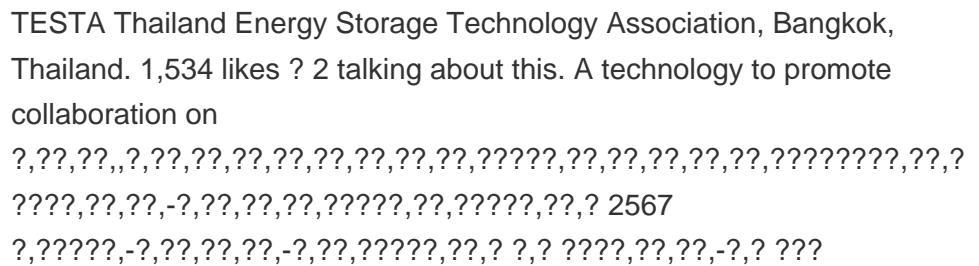 TESTA Thailand Energy Storage Technology Association, Bangkok,
Thailand. 1,534 likes ? 2 talking about this. A technology to promote
collaboration on
?,??,??,,?,??,??,??,??,??,??,??,??,?????,??,??,??,??,??,????????,??,?
????,??,??,-?,??,??,??,?????,??,?????,??,? 2567
?,?????,-?,??,??,??,-?,??,?????,??,? ?,? ????,??,??,-?,? ???